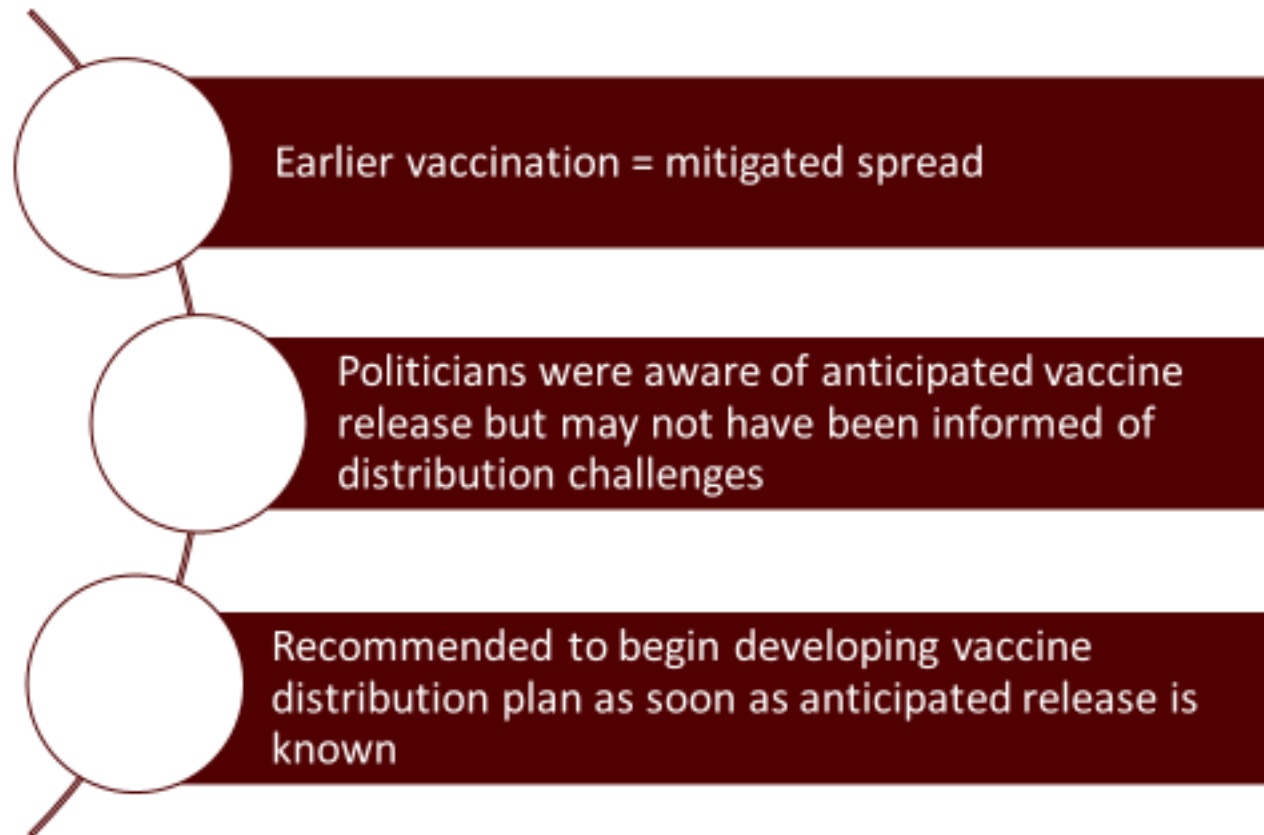 Earlier vaccination = mitigated spread
Politicians were aware of anticipated vaccine
release but may not have been informed of
distribution challenges
Recommended to begin developing vaccine
distribution plan as soon as anticipated release is
known